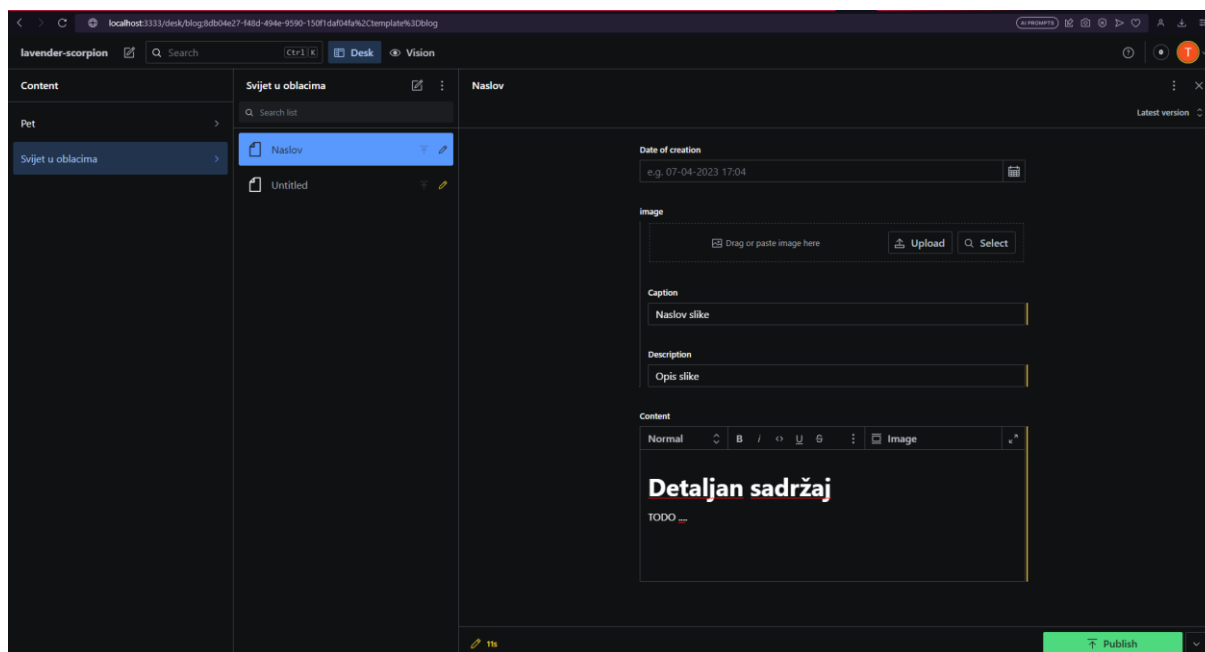 localhost:3333/desk/blog;8db04e27-f48d-494e-9590-150f1daf04fa%2Ctemplate%3Dblog
AI PROMPTS
lavender-scorpion
Search
Ctrl K
Desk
Vision
T
Content
Svijet u oblacima
Naslov
Search list
Latest version
Pet
Svijet u oblacima
Naslov
Untitled
Date of creation
e.g. 07-04-2023 17:04
image
Drag or paste image here
Upload
Select
Caption
Naslov slike
Description
Opis slike
Content
Normal
B i <> U S
Image
Detaljan sadržaj
TODO ....
11s
Publish